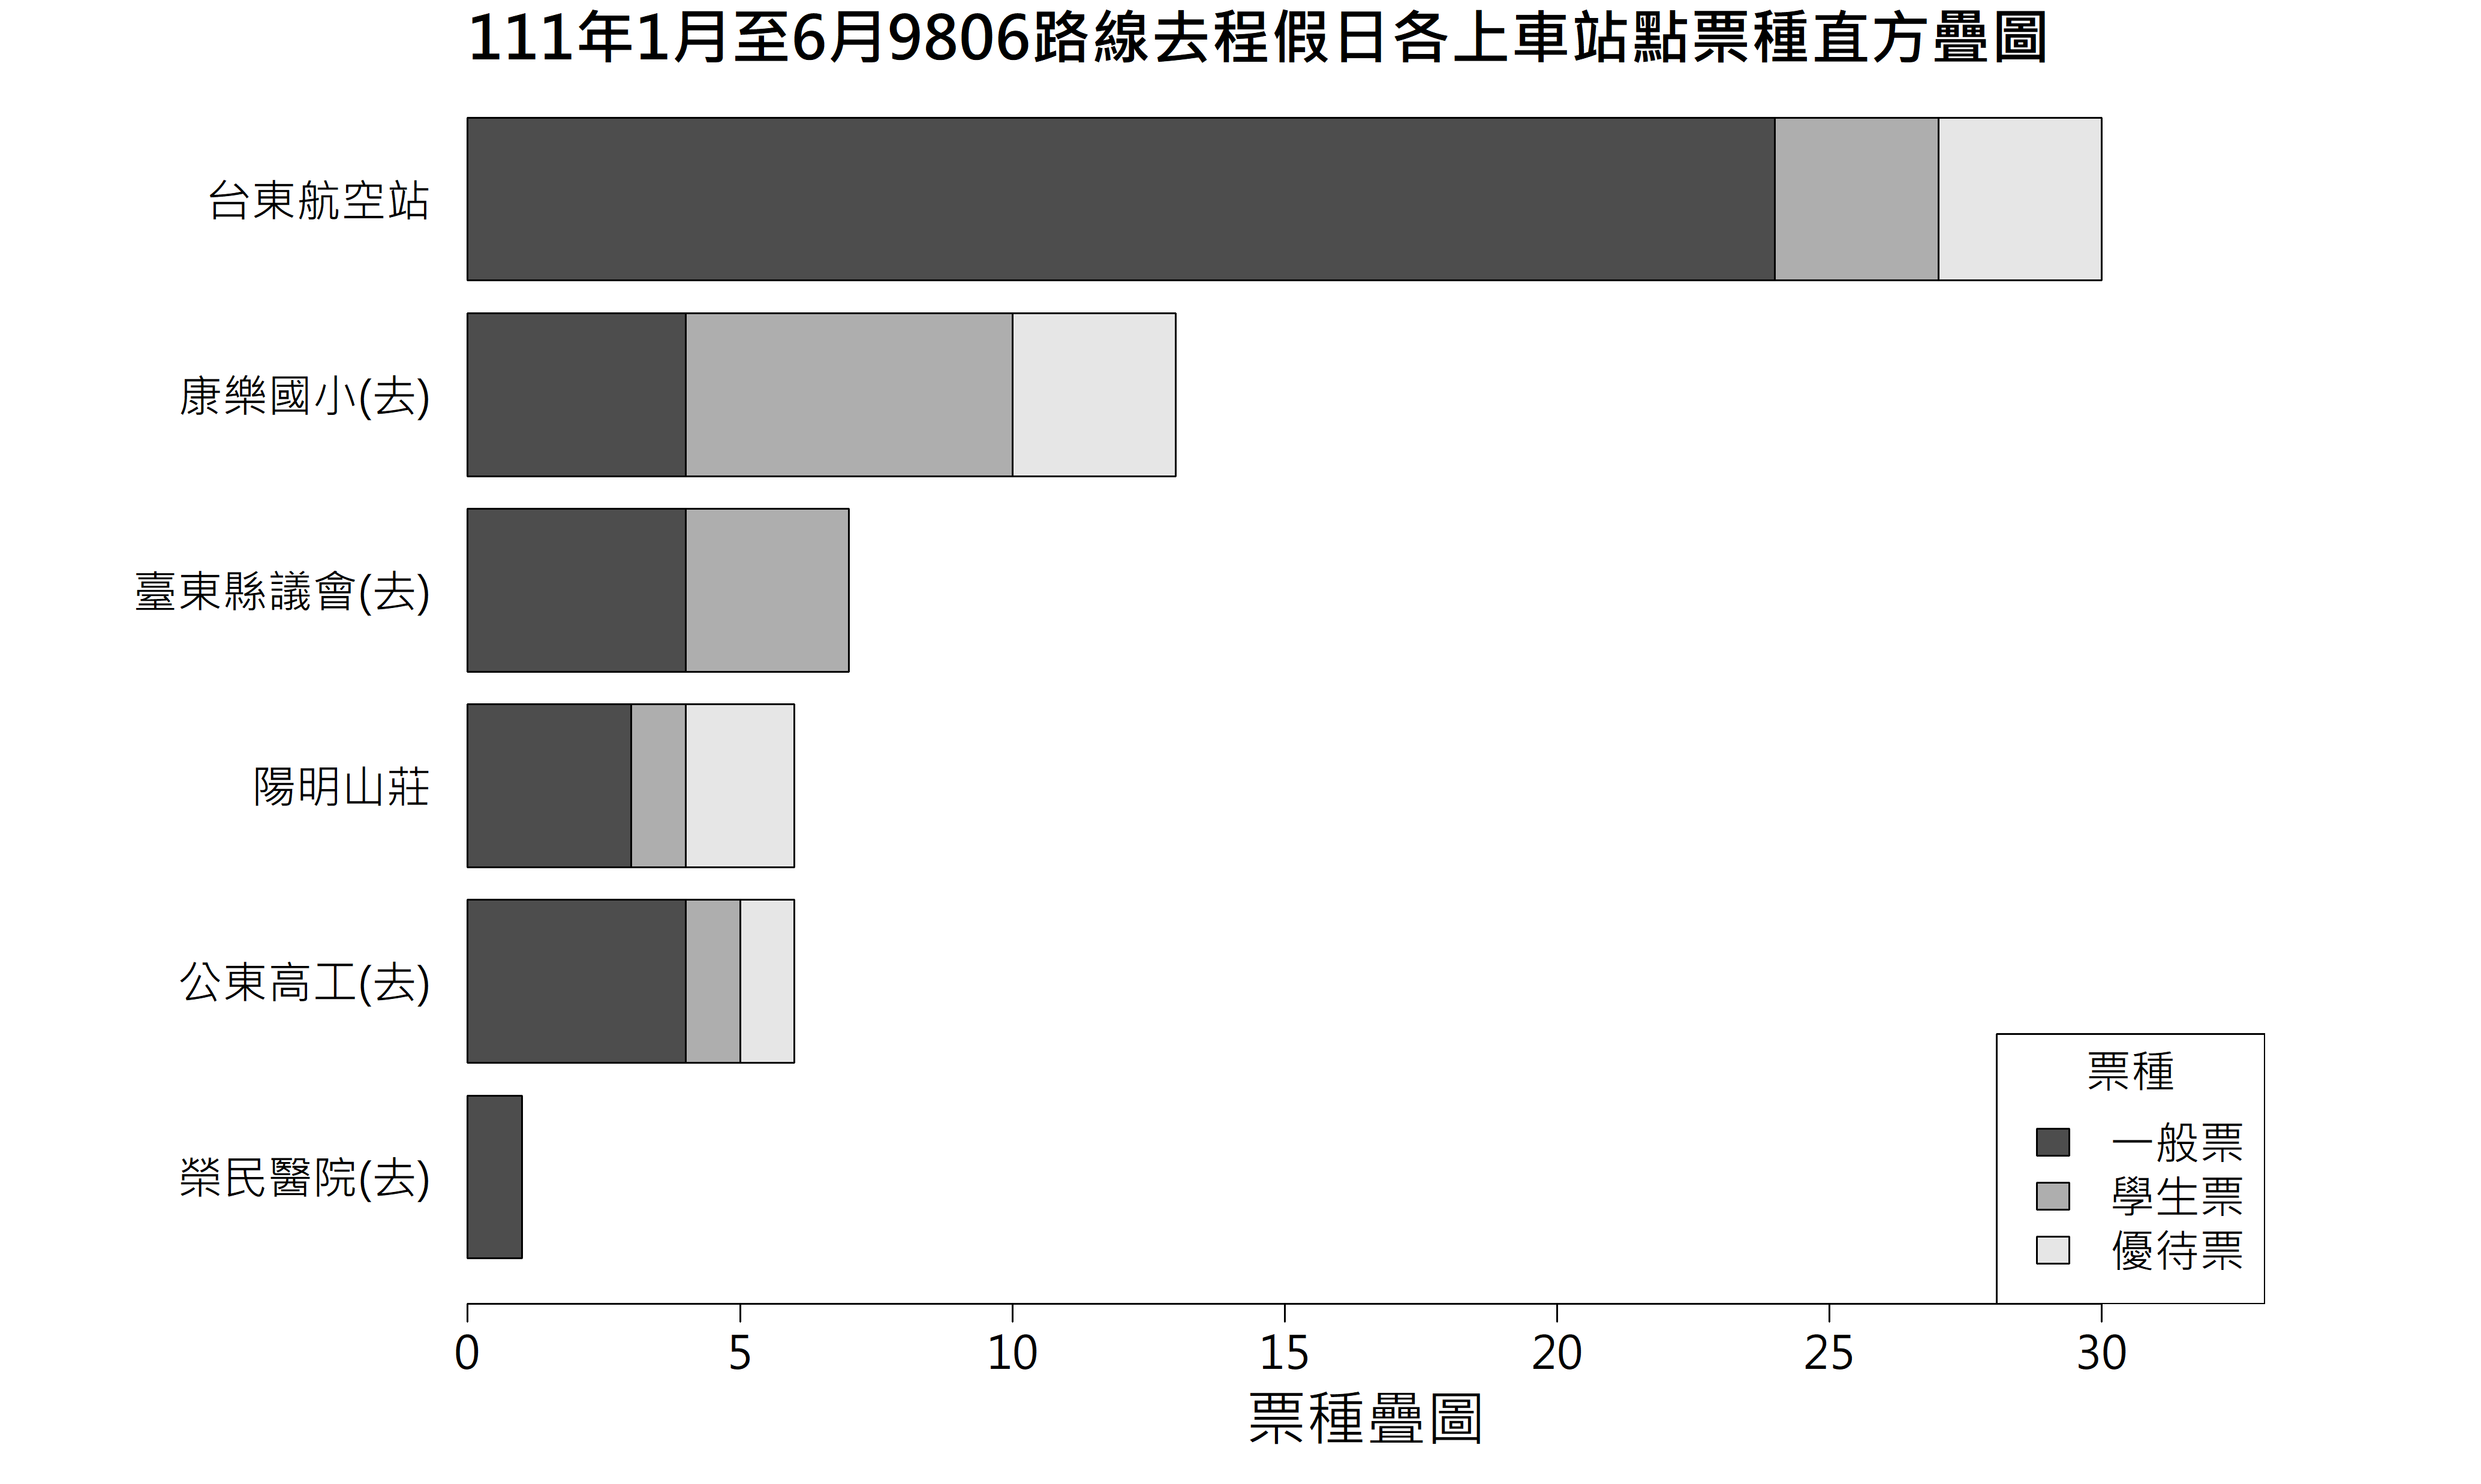 111年1月至6月9806路線去程假日各上車站點票種直方疊圖
台東航空站
康樂國小(去)
臺東縣議會(去)
陽明山莊
公東高工(去)
榮民醫院(去)
票種
一般票
學生票
優待票
0 5 10 15 20 25 30
票種疊圖